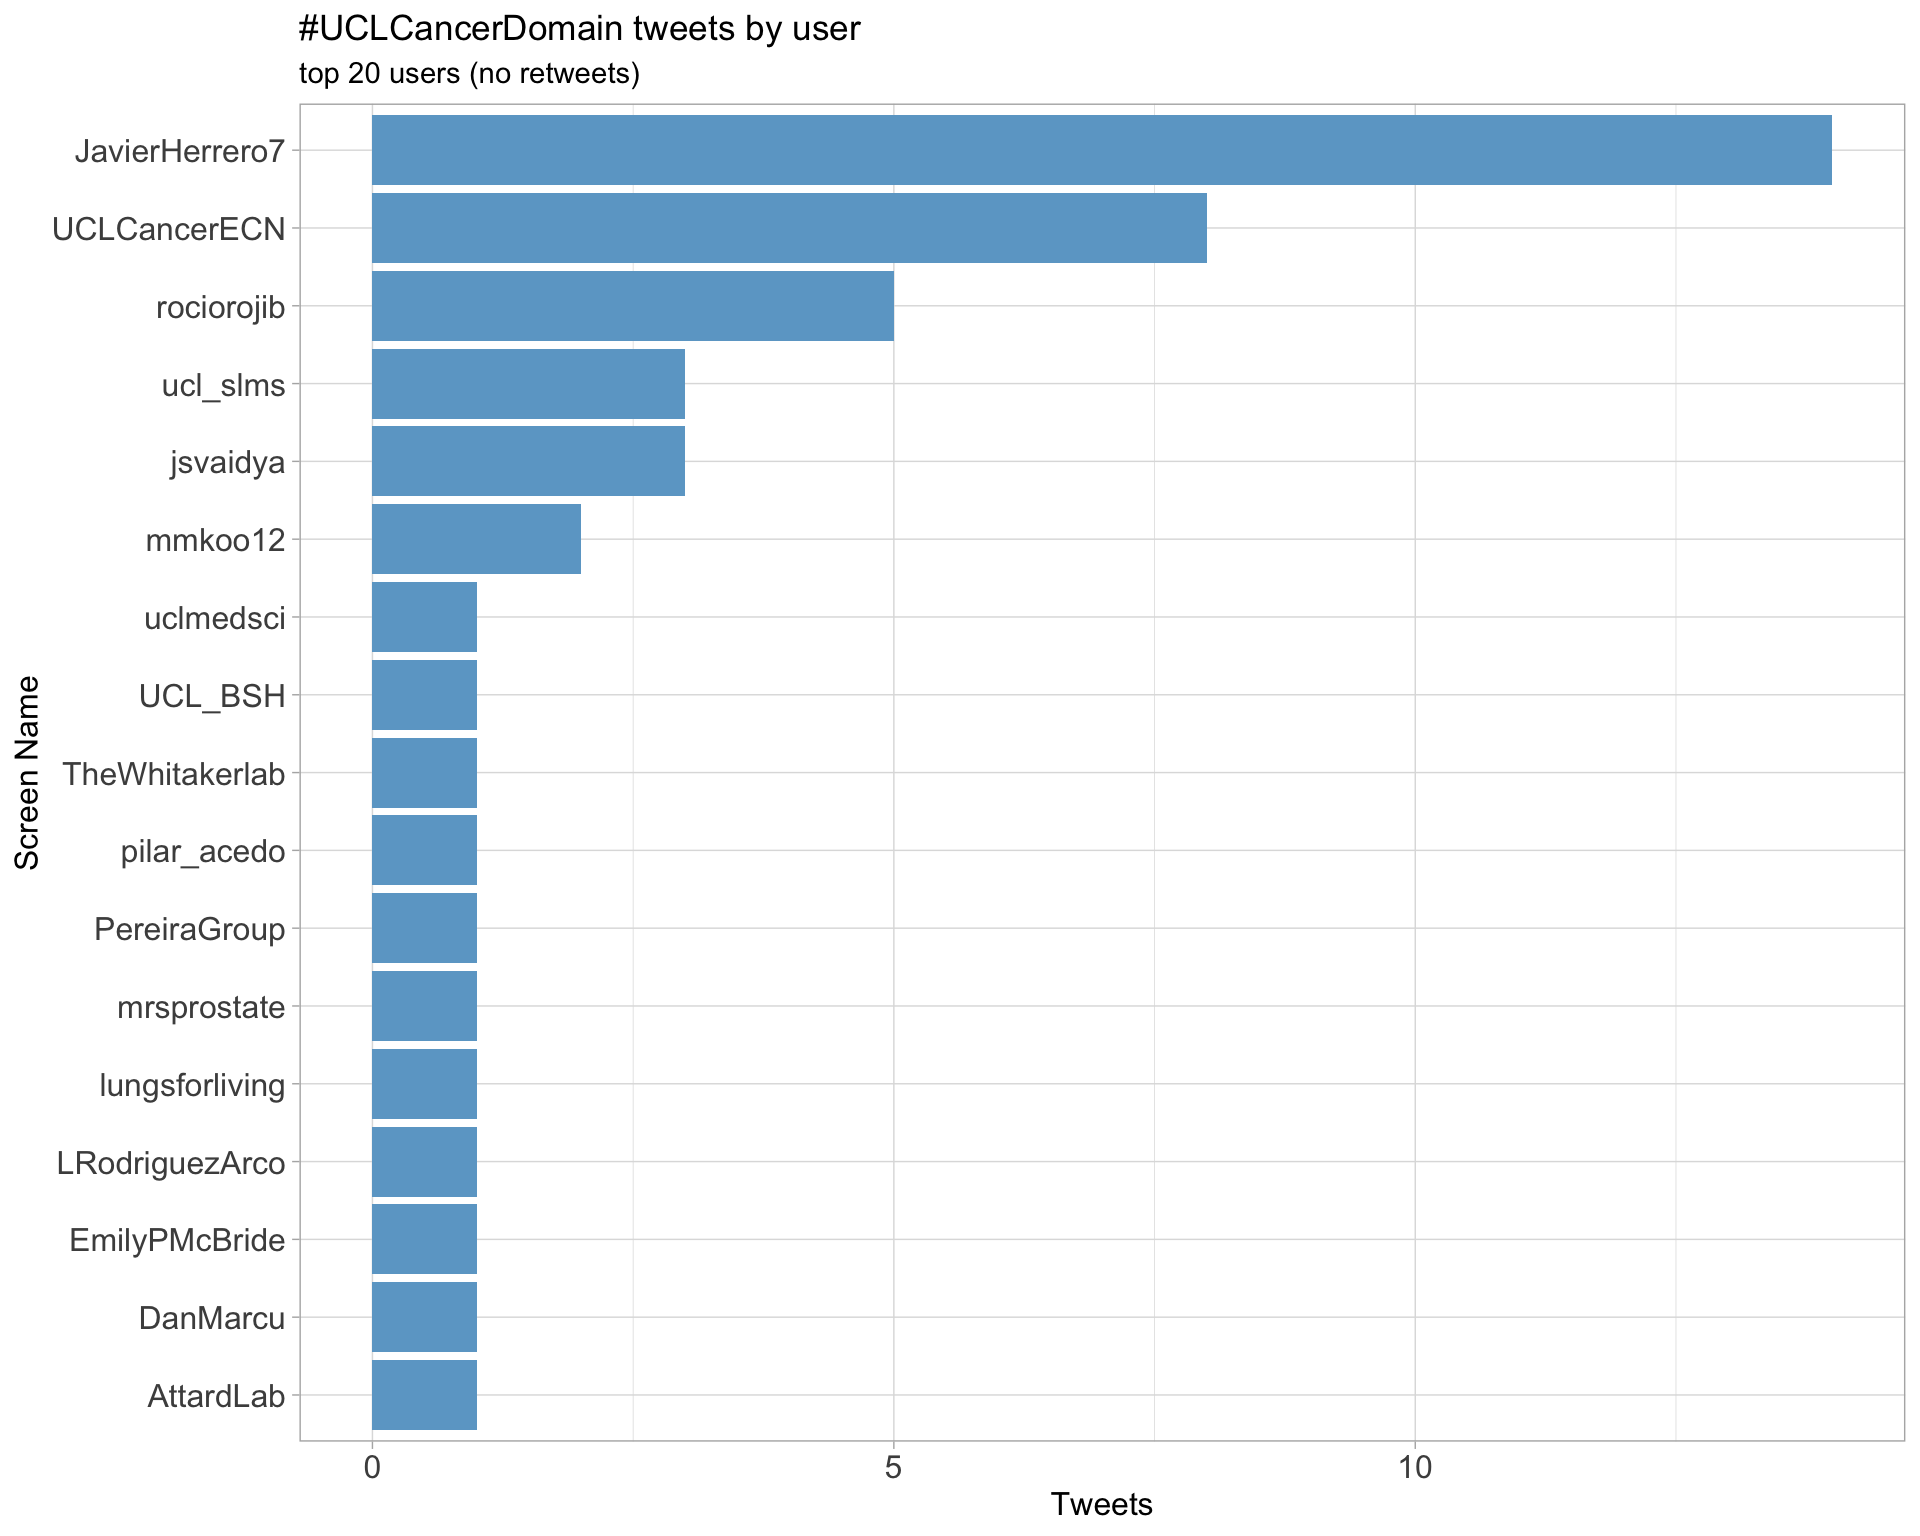 #UCLCancerDomain tweets by user
top 20 users (no retweets)
JavierHerrero7
UCLCancerECN
rociorojib
ucl_slms
jsvaidya
mmkoo12
uclmedsci
UCL_BSH
TheWhitakerlab
pilar_acedo
PereiraGroup
mrsprostate
lungsforliving
LRodriguezArco
EmilyPMcBride
DanMarcu
AttardLab
Screen Name
0 5 10
Tweets